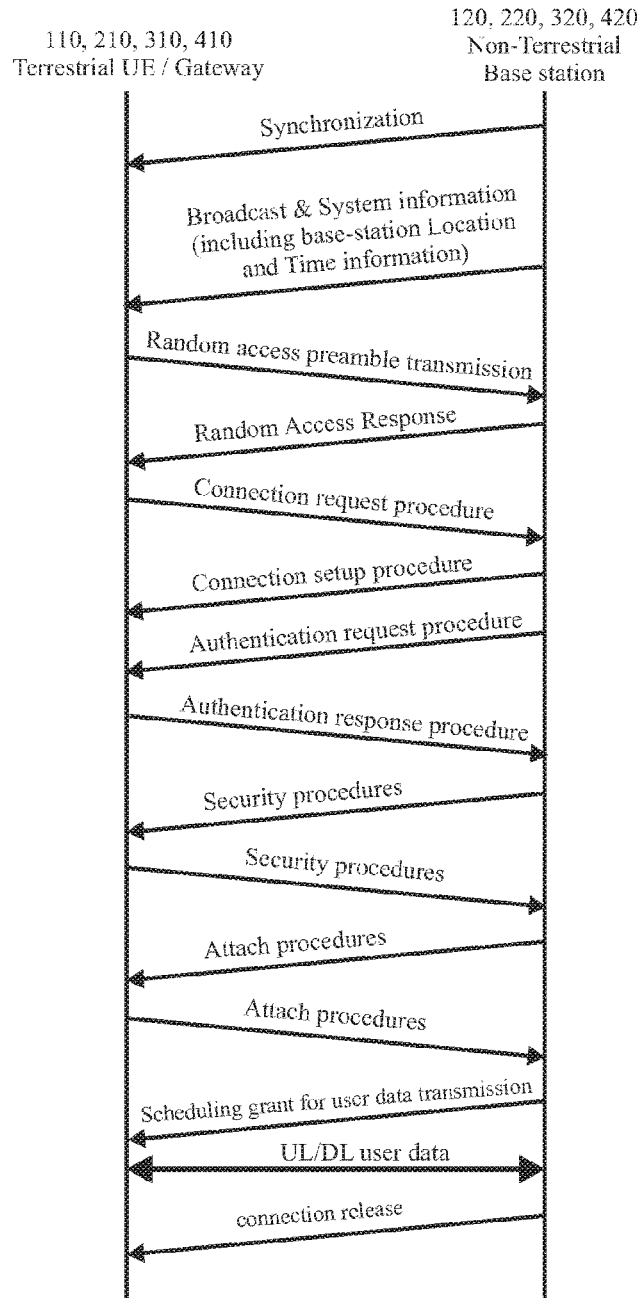 110, 210, 310, 410
Terrestrial UE / Gateway
120, 220, 320, 420
Non-Terrestrial
Base station
Synchronization
Broadcast & System information
(including base-station Location
and Time information)
Random access preamble transmission
Random Access Response
Connection request procedure
Connection setup procedure
Authentication request procedure
Authentication response procedure
Security procedures
Security procedures
Attach procedures
Attach procedures
Scheduling grant for user data transmission
UL/DL user data
connection release